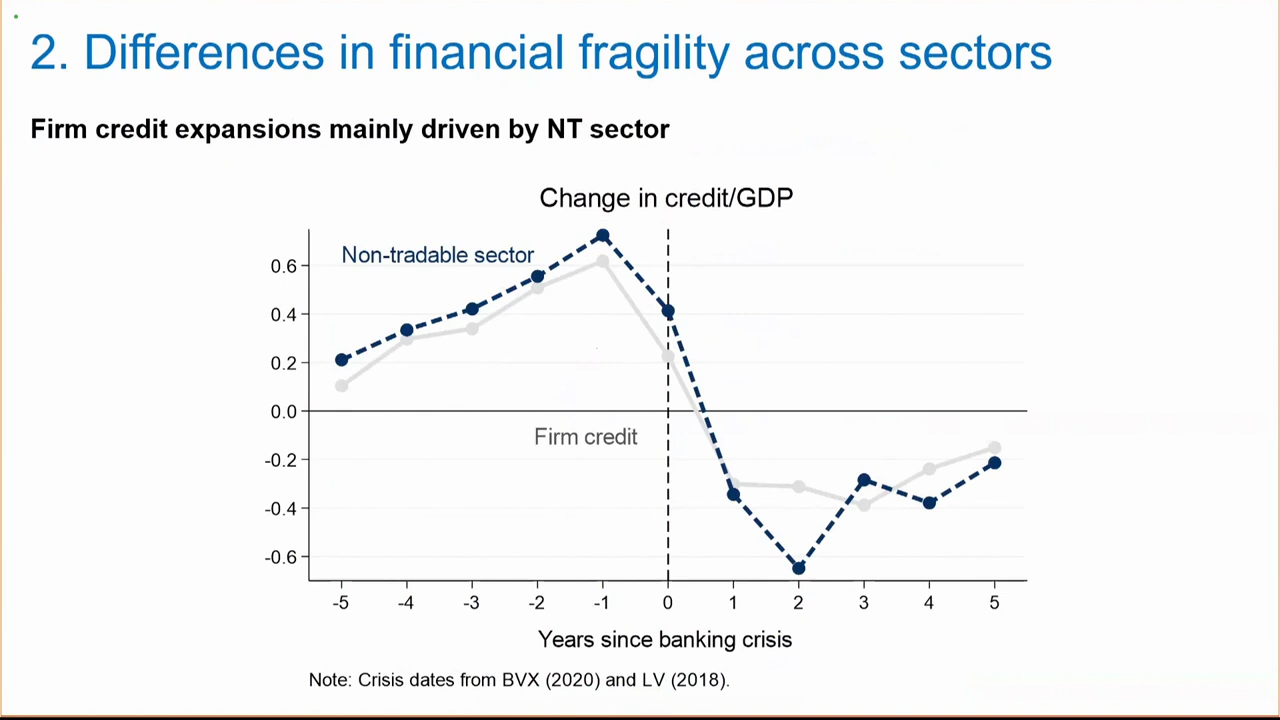 2. Differences in financial fragility across sectors
Firm credit expansions mainly driven by NT sector
Change in credit/GDP
Non-tradable sector
Firm credit
0.6
0.4
0.2
0.0
-0.2
-0.4
-0.6
-5 -4 -3 -2 -1 0 1 2 3 4 5
Years since banking crisis
Note: Crisis dates from BVX (2020) and LV (2018).